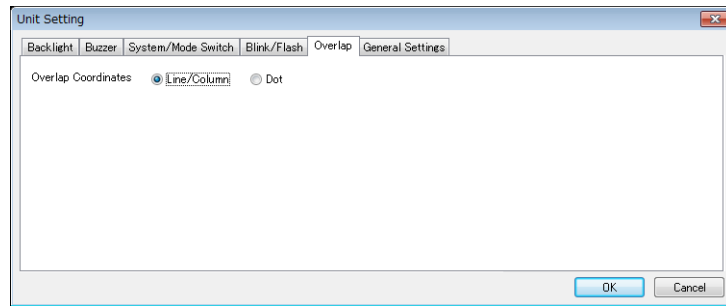 Unit Setting
Backlight Buzzer System/Mode Switch Blink/Flash Overlap General Settings
Overlap Coordinates Line/Column Dot
OK Cancel